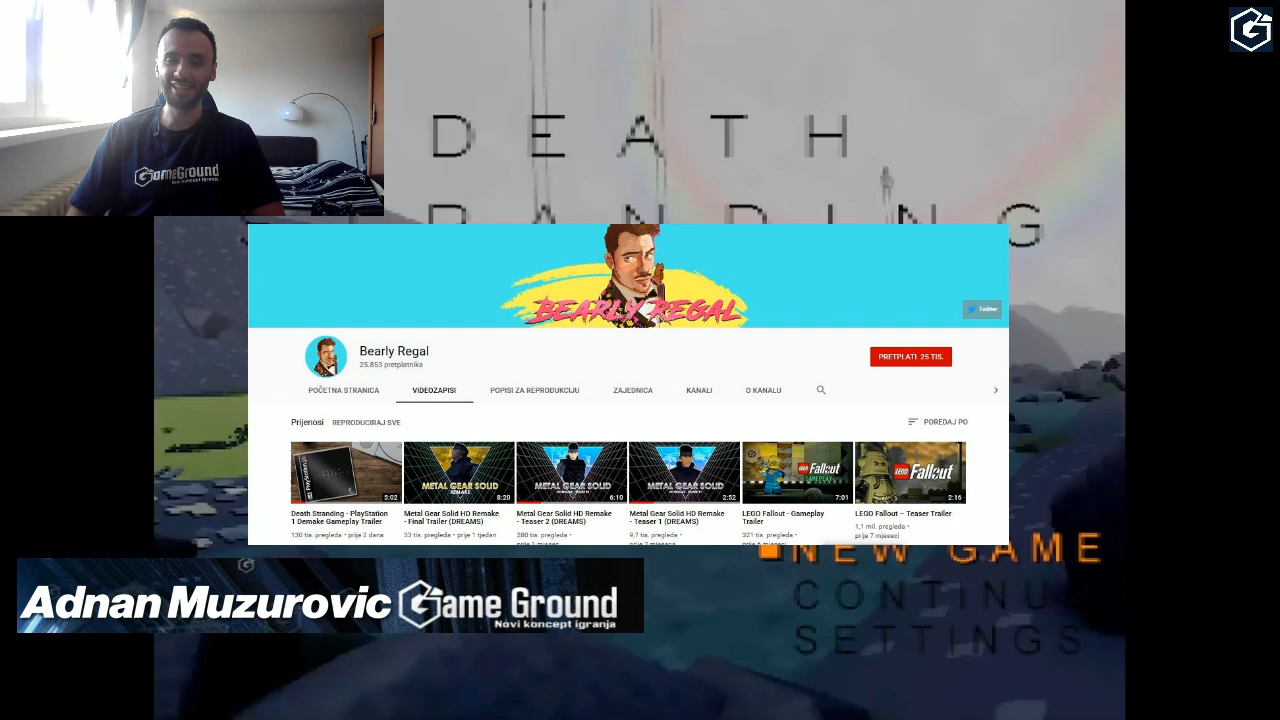 DEATH
GameGround
Novi koncept igranja
BEARLY REGAL
Twitter
Bearly Regal
25.853 pretplatnika
PRETPLATI 25 TIS.
POČETNA STRANICA
VIDEOZAPISI
POPISI ZA REPRODUKCIJU
ZAJEDNICA
KANALI
O KANALU
Prijenosi
REPRODUCIRAJ SVE
POREDAJ PO
5:02
METAL GEAR SOLID
8:20
METAL GEAR SOLID
6:10
METAL GEAR SOLID
2:52
LEGO Fallout
GAMEPLAY
7:01
LEGO Fallout
2:16
Death Stranding - PlayStation
1 Demake Gameplay Trailer
130 tis. pregleda • prije 2 dana
Metal Gear Solid HD Remake
- Final Trailer (DREAMS)
33 tis. pregleda • prije 1 tjedan
Metal Gear Solid HD Remake
- Teaser 2 (DREAMS)
280 tis. pregleda •
Metal Gear Solid HD Remake
- Teaser 1 (DREAMS)
9,7 tis. pregleda •
LEGO Fallout - Gameplay
Trailer
321 tis. pregleda •
LEGO Fallout – Teaser Trailer
1,1 mil. pregleda •
prije 7 mjeseci
NEW GAME
CONTINU
SETTINGS
Adnan Muzurovic
Game Ground
Novi koncept igranja